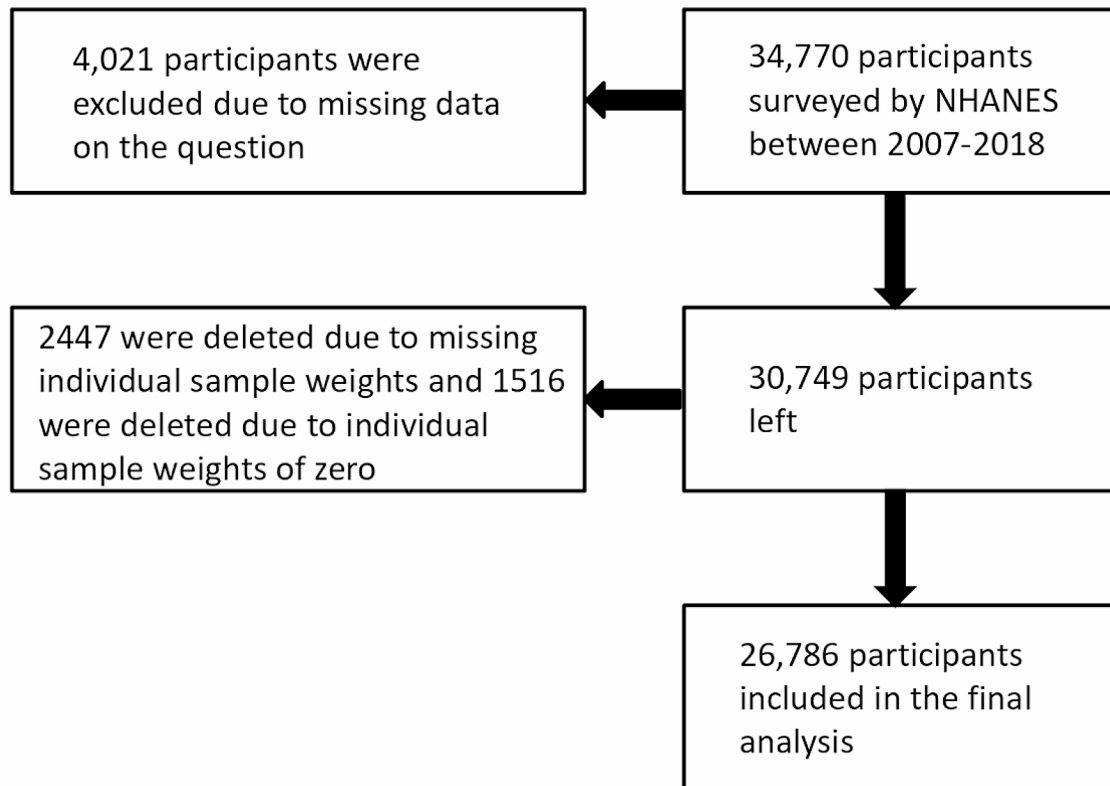 4,021 participants were
excluded due to missing data
on the question
34,770 participants
surveyed by NHANES
between 2007-2018
2447 were deleted due to missing
individual sample weights and 1516
were deleted due to individual
sample weights of zero
30,749 participants
left
26,786 participants
included in the final
analysis